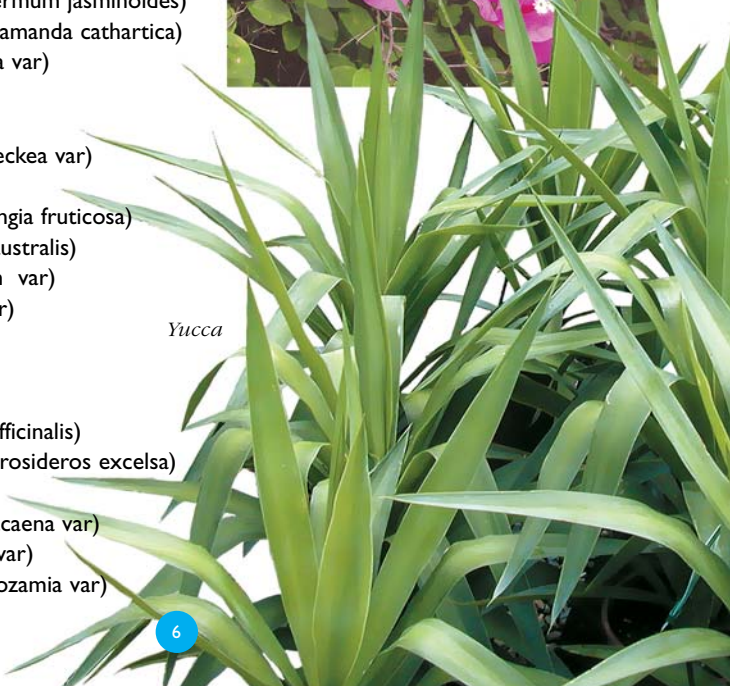 ermum jasminoides)
amanda cathartica)
a var)
eckea var)
ngia fruticosa)
ustralis)
n var)
r)
Yucca
fficinalis)
rosideros excelsa)
caena var)
var)
ozamia var)
6